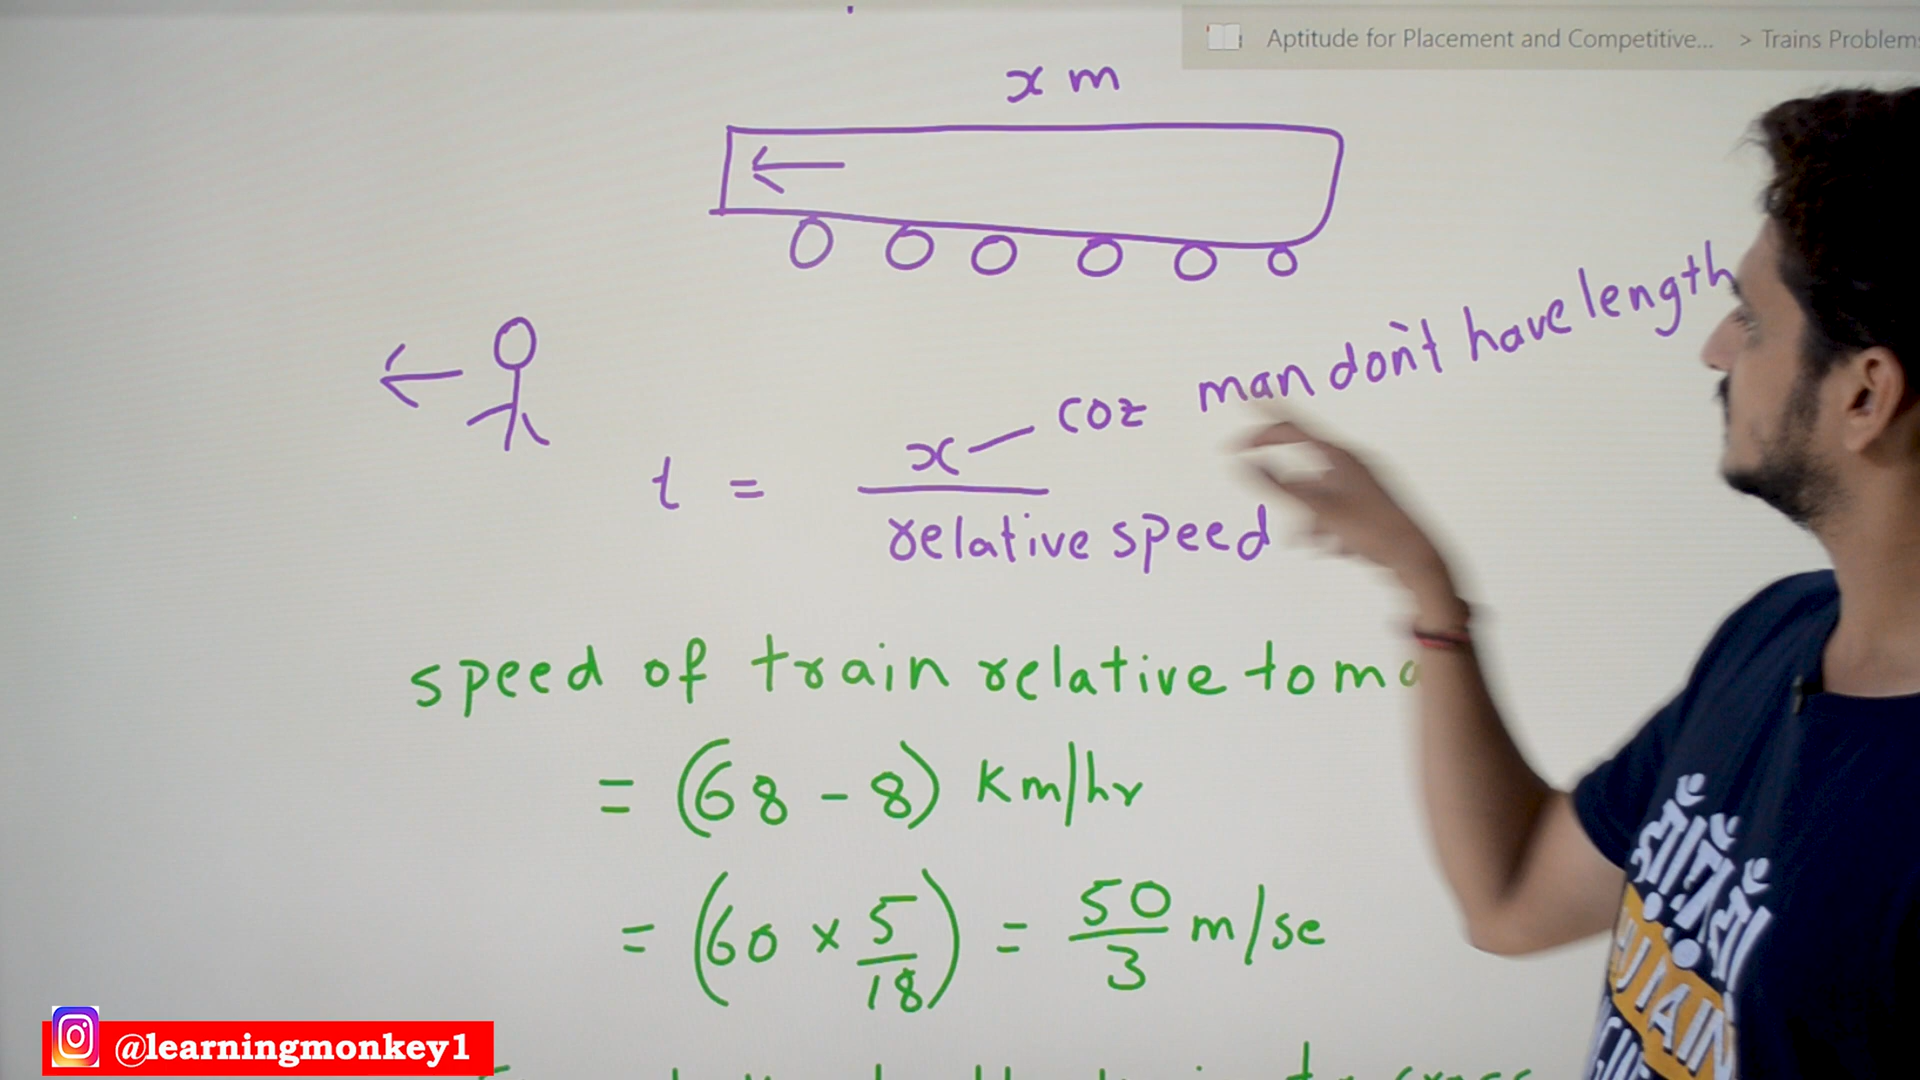 Aptitude for Placement and Competitive... > Trains Problem
x m
coz man don't have length
t = x / relative speed
speed of train relative to ma
= (68 - 8) Km/hr
= (60 × 5/18) = 50/3 m/se
@learningmonkey1